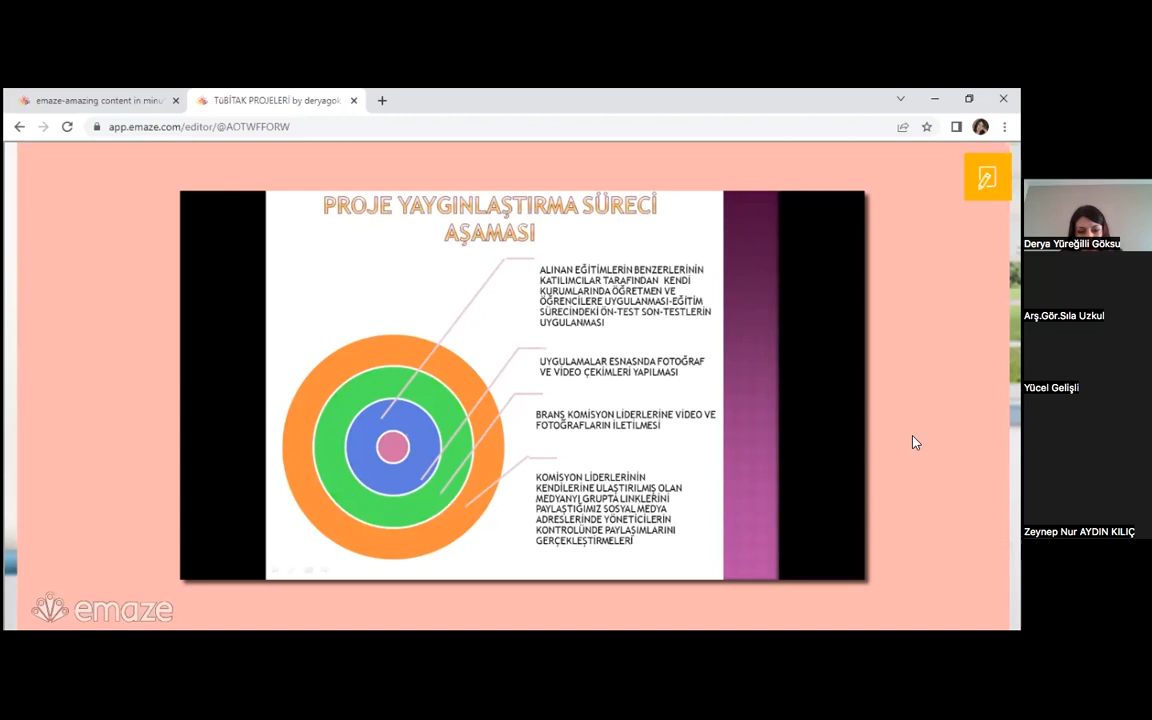 emaze-amazing content in minu
TüBİTAK PROJELERİ by deryagok
app.emaze.com/editor/@AOTWFFORW
PROJE YAYGINLAŞTIRMA SÜRECİ
AŞAMASI
ALINAN EĞİTİMLERİN BENZERLERİNİN
KATILIMCILAR TARAFINDAN KENDİ
KURUMLARINDA ÖĞRETMEN VE
ÖĞRENCİLERE UYGULANMASI-EĞİTİM
SÜRECİNDEKİ ÖN-TEST SON-TESTLERİN
UYGULANMASI
UYGULAMALAR ESNASNDA FOTOĞRAF
VE VİDEO ÇEKİMLERİ YAPILMASI
BRANŞ KOMİSYON LİDERLERİNE VİDEO VE
FOTOĞRAFLARIN İLETİLMESİ
KOMİSYON LİDERLERİNİN
KENDİLERİNE ULAŞTIRILMIŞ OLAN
MEDYANYI GRUPTA LİNKLERİNİ
PAYLAŞTIĞIMIZ SOSYAL MEDYA
ADRESLERİNDE YÖNETİCİLERİN
KONTROLÜNDE PAYLAŞIMLARINI
GERÇEKLEŞTİRMELERİ
emaze
Derya Yüreğilli Göksu
Arş.Gör.Sıla Uzkul
Yücel Gelişli
Zeynep Nur AYDIN KILIÇ